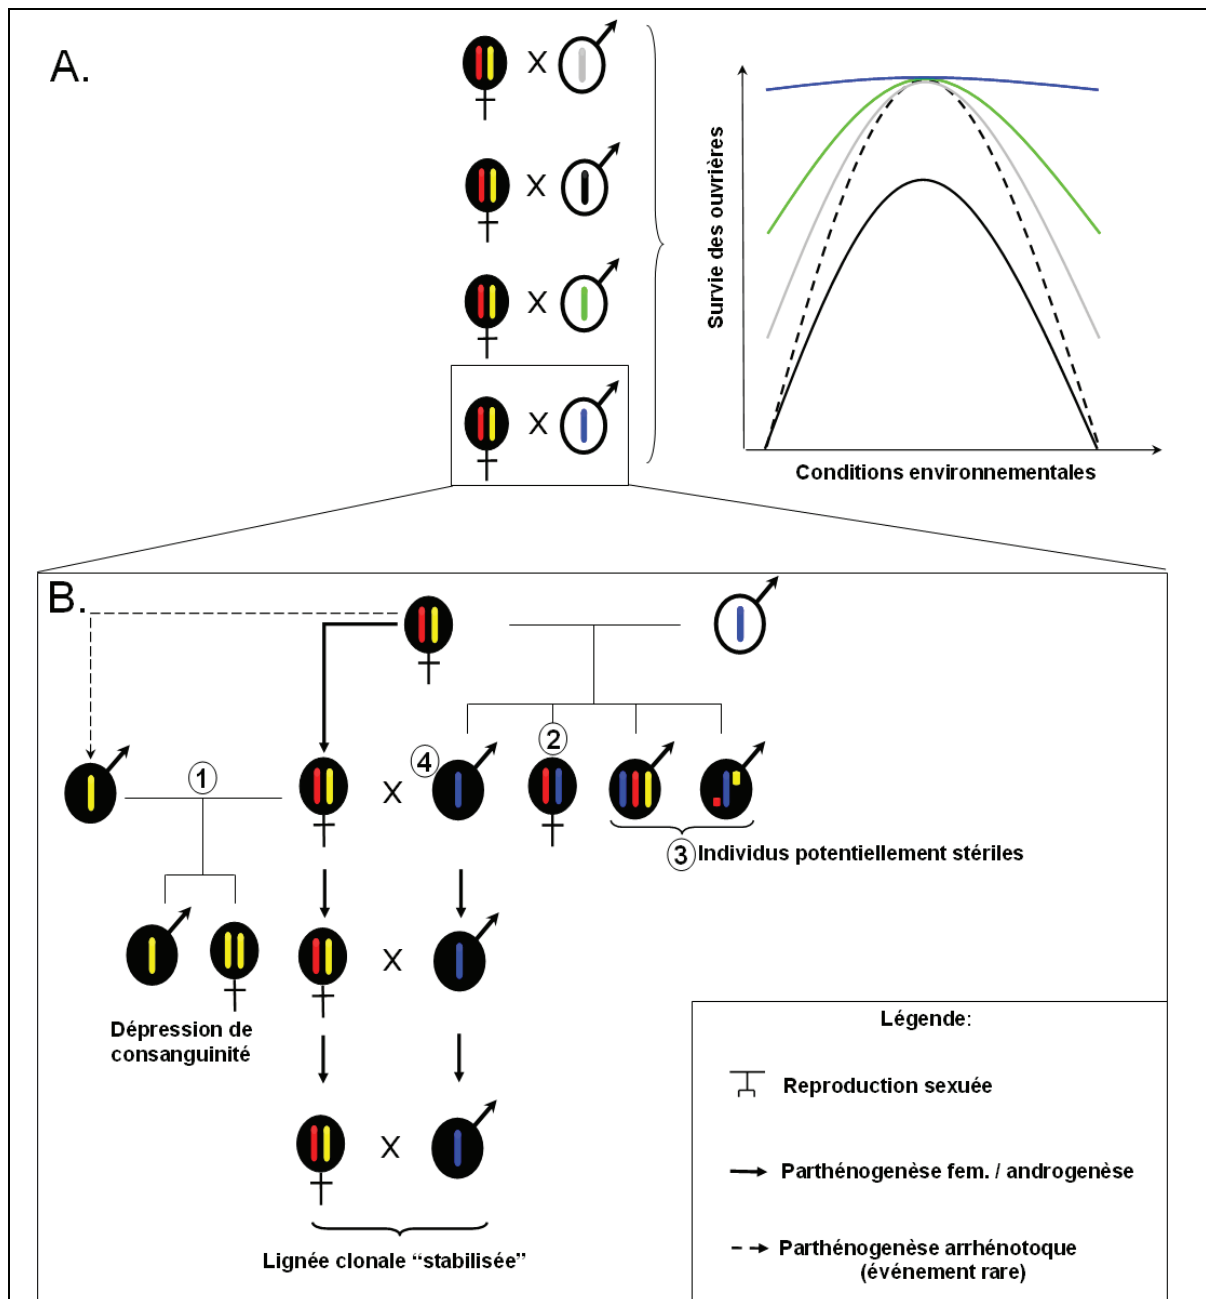 A.
X
X
X
X
Survie des ouvrières
Conditions environnementales
B.
1
X
4
2
3 Individus potentiellement stériles
X
Dépression de
consanguinité
X
Lignée clonale “stabilisée”
Légende:
Reproduction sexuée
Parthénogenèse fem. / androgenèse
Parthénogenèse arrhénotoque
(événement rare)